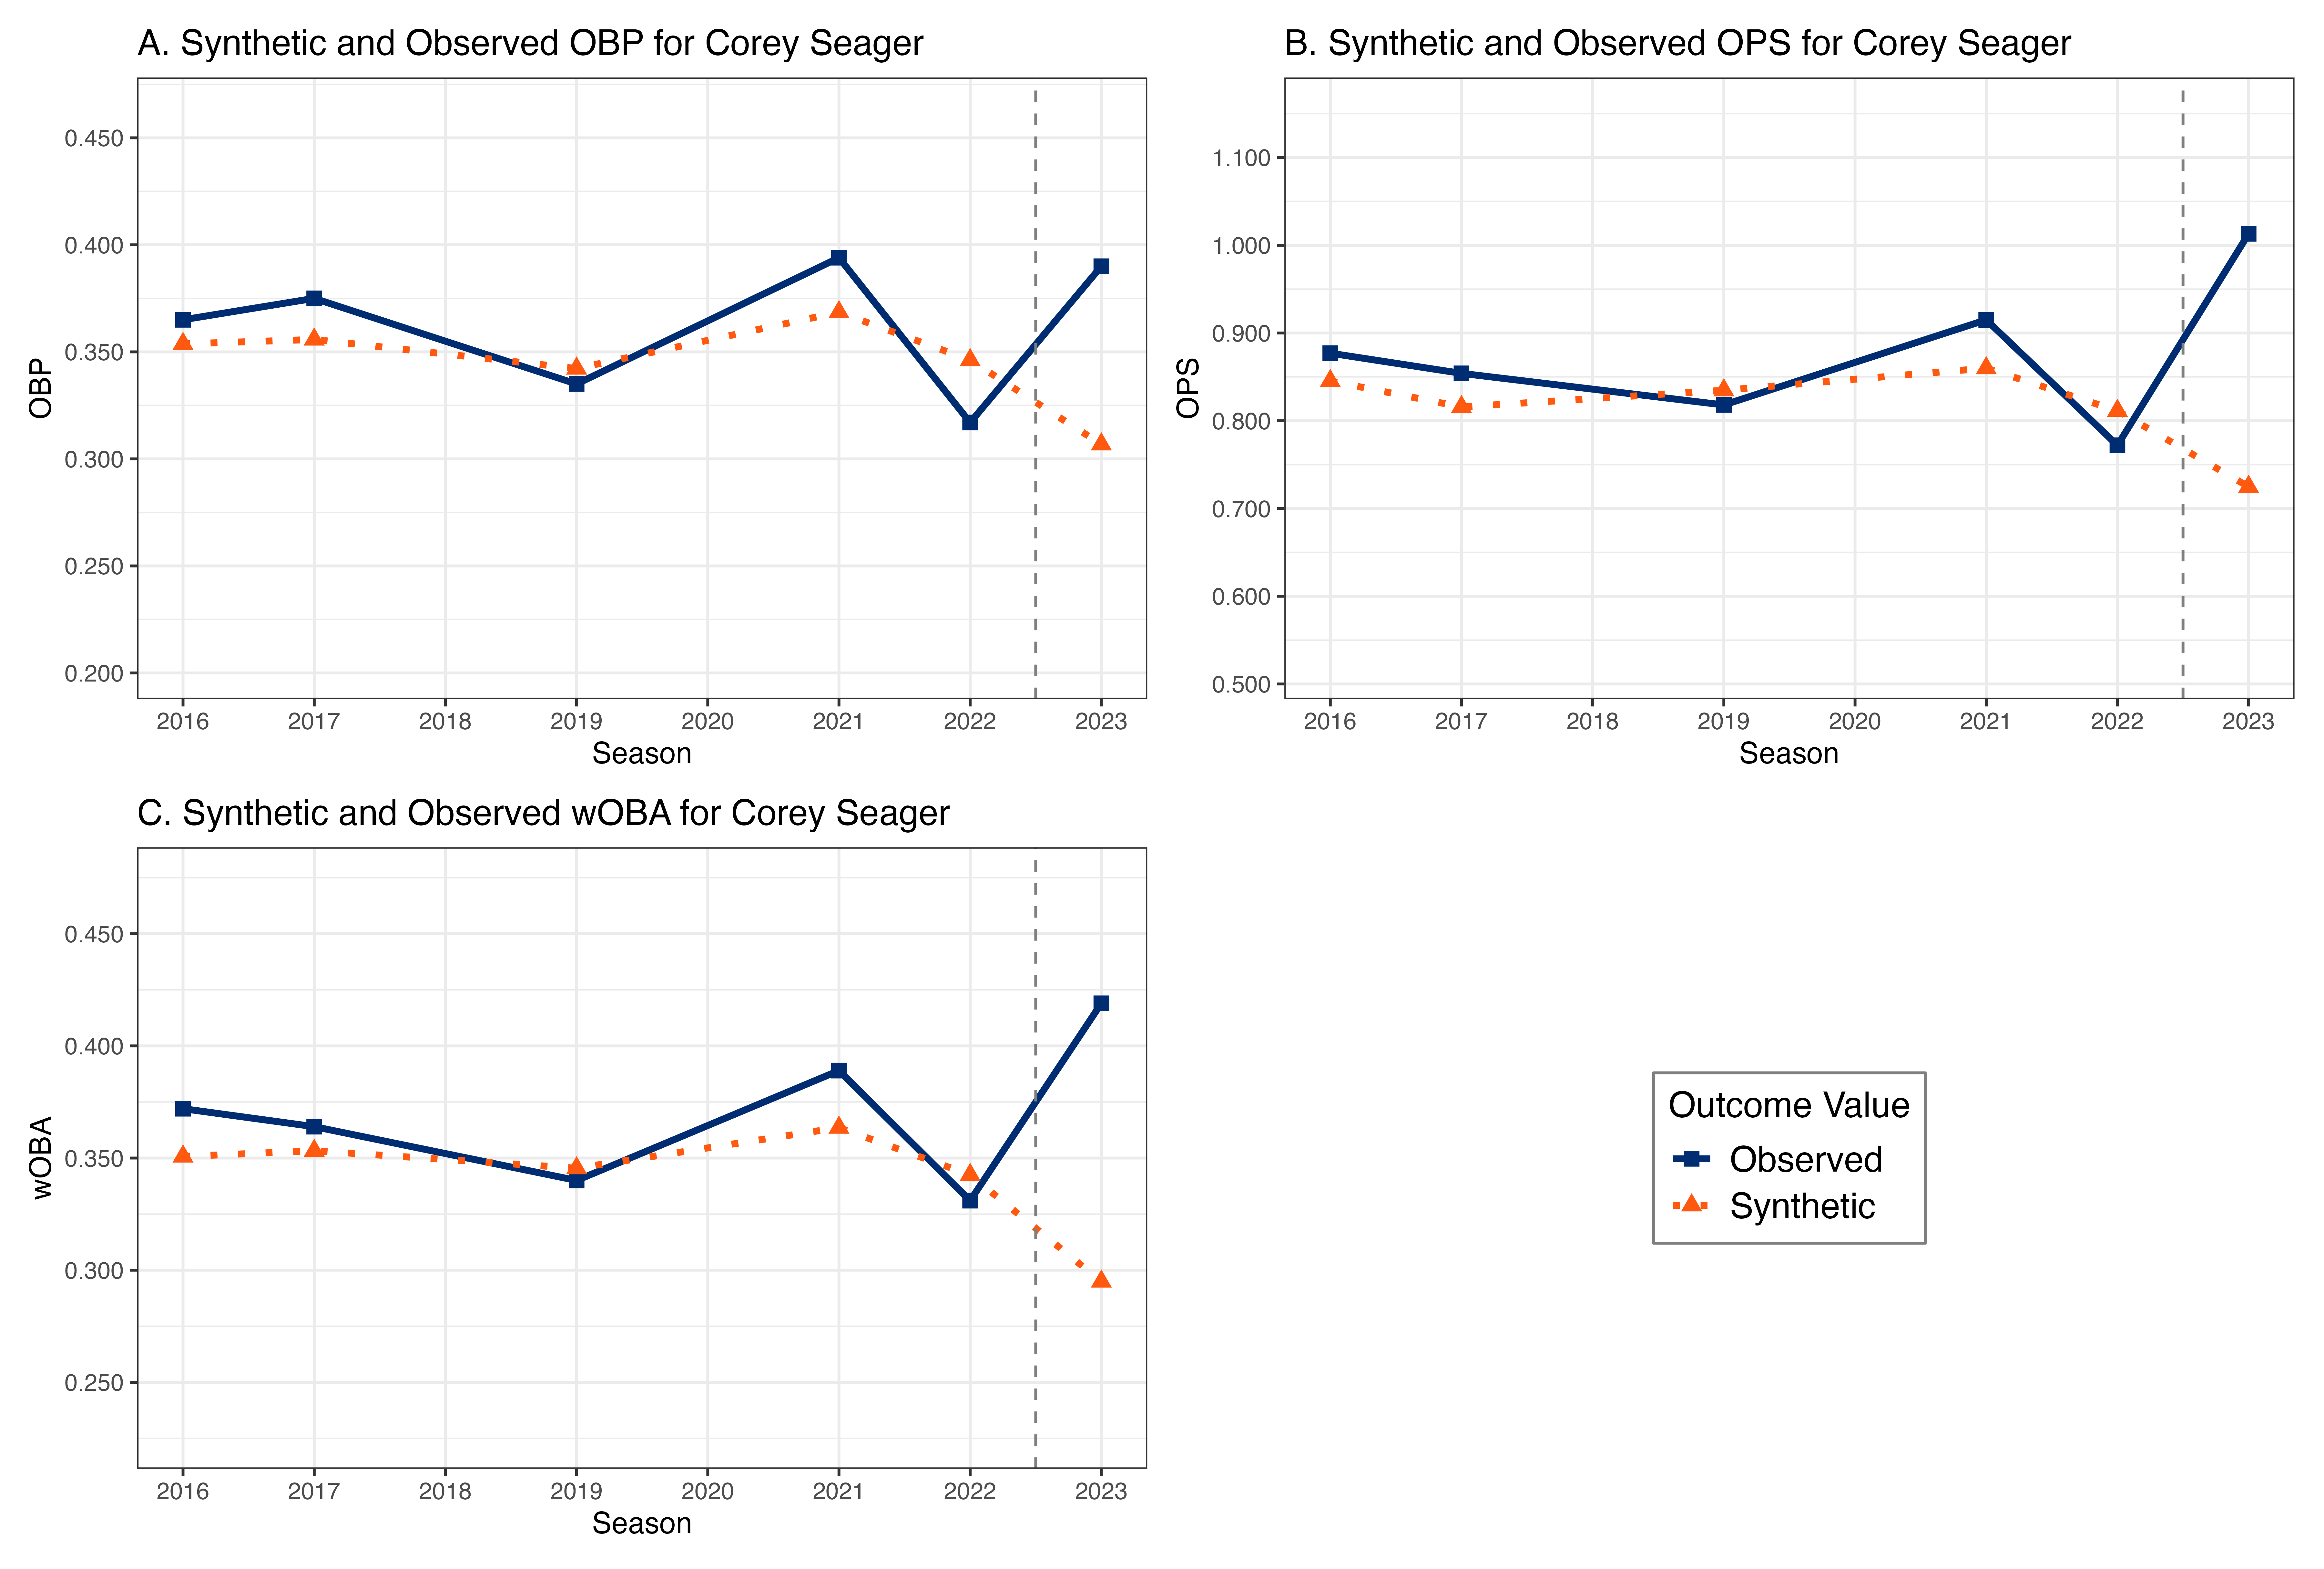 A. Synthetic and Observed OBP for Corey Seager
0.450
0.400
0.350
0.300
0.250
0.200
OBP
2016 2017 2018 2019 2020 2021 2022 2023
Season
B. Synthetic and Observed OPS for Corey Seager
1.100
1.000
0.900
0.800
0.700
0.600
0.500
OPS
2016 2017 2018 2019 2020 2021 2022 2023
Season
C. Synthetic and Observed wOBA for Corey Seager
0.450
0.400
0.350
0.300
0.250
wOBA
2016 2017 2018 2019 2020 2021 2022 2023
Season
Outcome Value
Observed
Synthetic